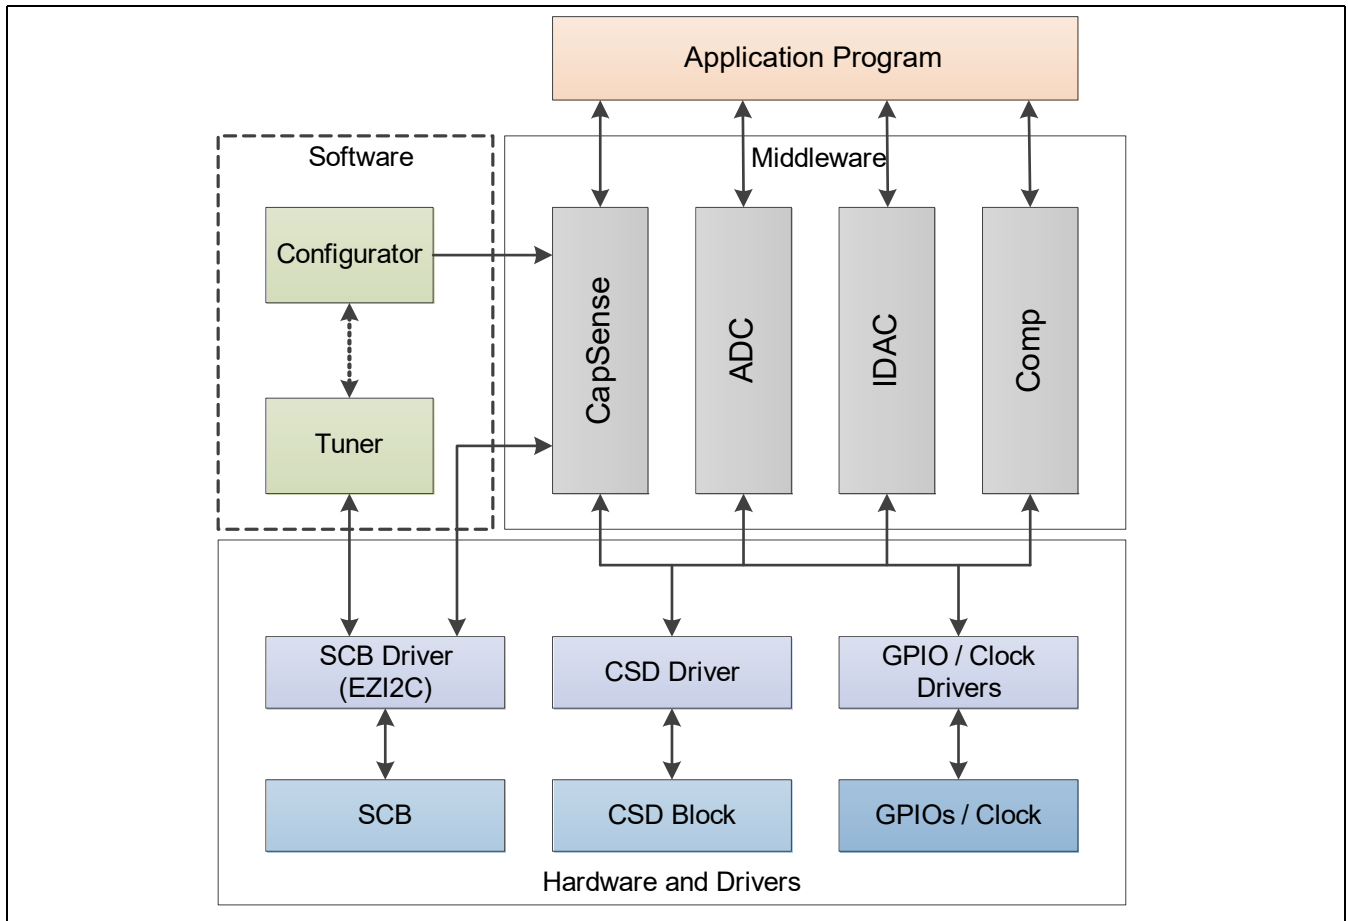 Application Program
Software
Middleware
Configurator
Tuner
CapSense
ADC
IDAC
Comp
SCB Driver
(EZI2C)
CSD Driver
GPIO / Clock
Drivers
SCB
CSD Block
GPIOs / Clock
Hardware and Drivers